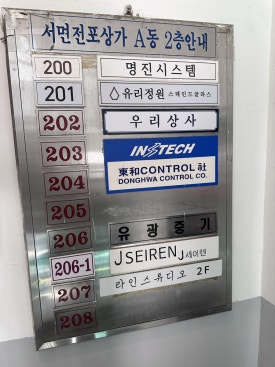 서면전포상가 A동 2층안내
200 명진시스템
201 유리정원 스테인드글라스
202 우리상사
203 INSTECH
東和CONTROL社
204 DONGHWA CONTROL CO.
205
206 유광중기
206-1 JSEIREN J세이렌
207 라인스튜디오 2F
208